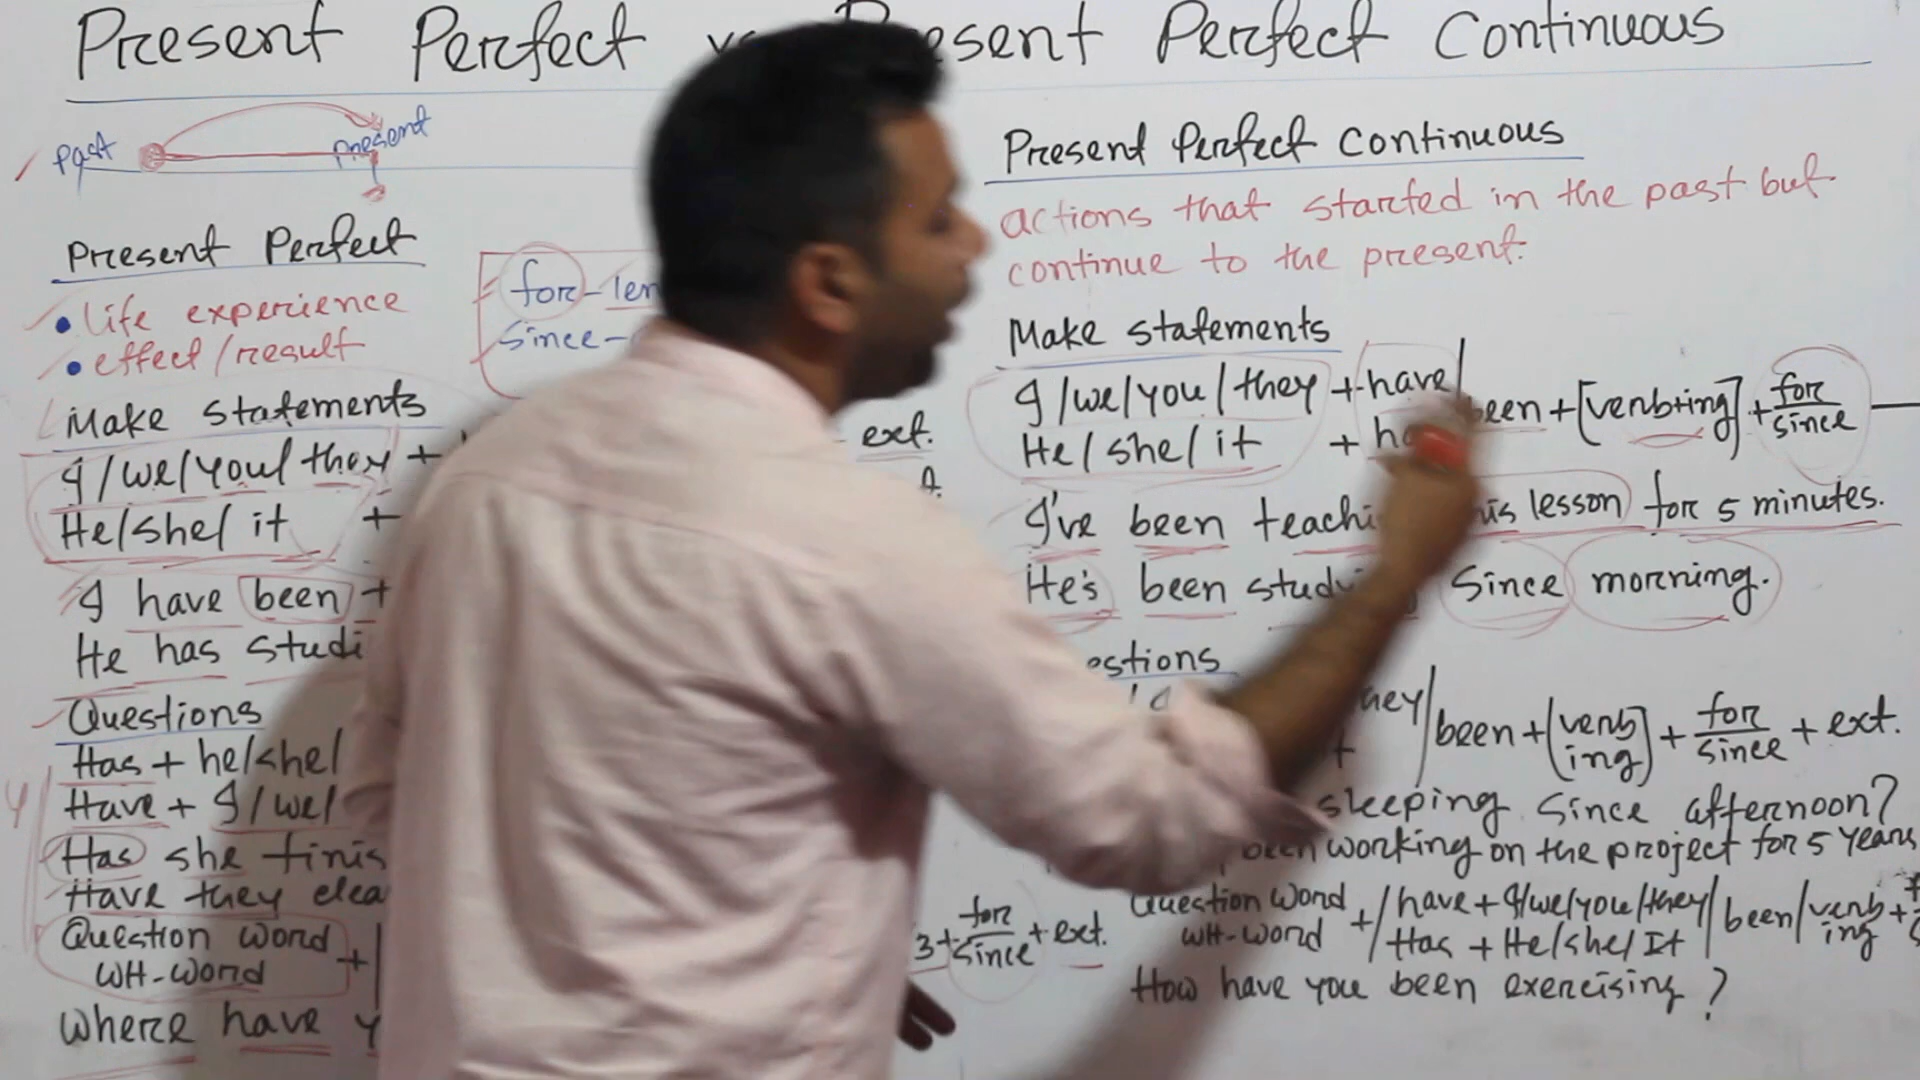 Present Perfect vs Present Perfect Continuous
Past
Present
Present Perfect
• life experience
• effect/result
for-len
since-
Make statements
I/we/you/they +
He/she/it +
I have been +
He has studi
Questions
Has + he/she/
Have + I/we/
Has she finis
Have they clea
Question word
WH-word +
Where have y
ext.
3+ for/since + ext.
Present Perfect Continuous
actions that started in the past but
continue to the present.
Make statements
I/we/you/they + have/
He/she/it + ha
been + [verb+ing] + for/since
I've been teachi his lesson for 5 minutes.
He's been study Since morning.
estions
hey/
+
been + (verb ing) + for/since + ext.
sleeping since afternoon?
been working on the project for 5 years
Question word
WH-word + / have + I/we/you/they
Has + He/she/It
been/verb ing +
How have you been exercising?